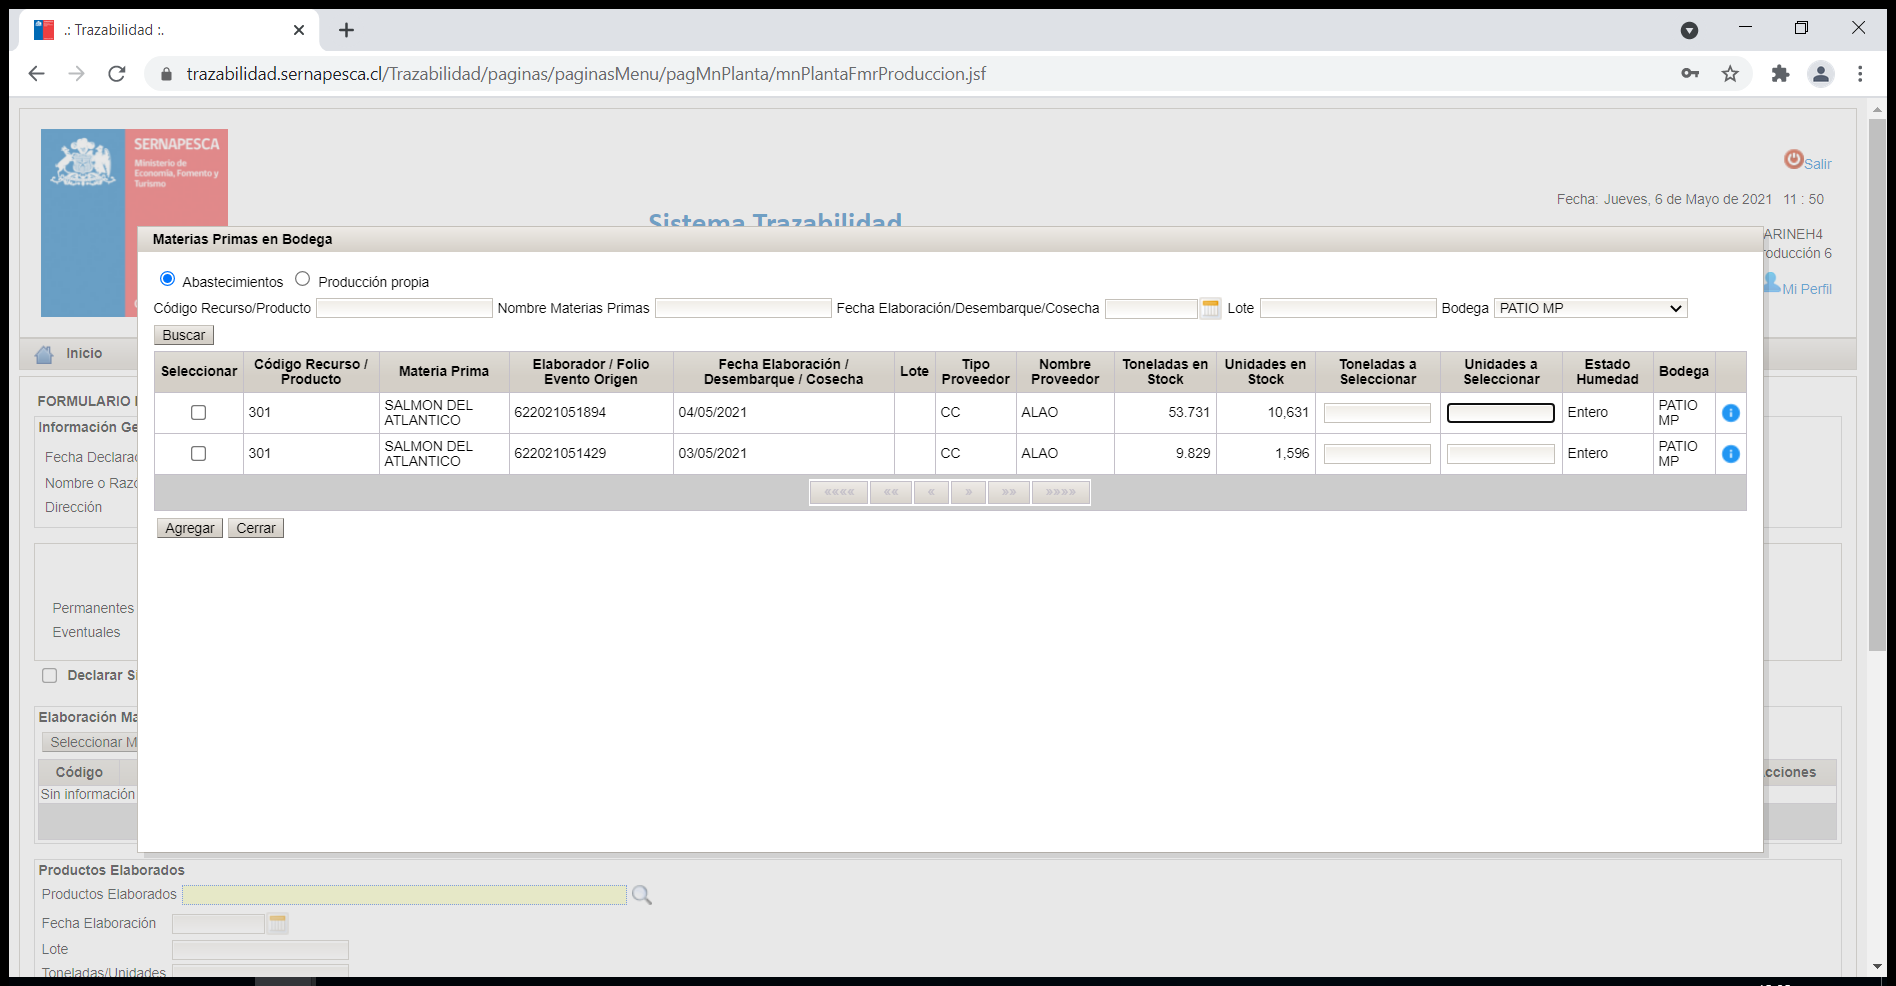 .: Trazabilidad :.
trazabilidad.sernapesca.cl/Trazabilidad/paginas/paginasMenu/pagMnPlanta/mnPlantaFmrProduccion.jsf
SERNAPESCA
Ministerio de
Economía, Fomento y
Turismo
Salir
Fecha: Jueves, 6 de Mayo de 2021 11 : 50
Sistema Trazabilidad
ARINEH4
roducción 6
Mi Perfil
Inicio
Materias Primas en Bodega
Abastecimientos Producción propia
Código Recurso/Producto Nombre Materias Primas Fecha Elaboración/Desembarque/Cosecha Lote Bodega PATIO MP
Buscar
Seleccionar Código Recurso / Producto Materia Prima Elaborador / Folio Evento Origen Fecha Elaboración / Desembarque / Cosecha Lote Tipo Proveedor Nombre Proveedor Toneladas en Stock Unidades en Stock Toneladas a Seleccionar Unidades a Seleccionar Estado Humedad Bodega
301 SALMON DEL ATLANTICO 622021051894 04/05/2021 CC ALAO 53.731 10,631 Entero PATIO MP
301 SALMON DEL ATLANTICO 622021051429 03/05/2021 CC ALAO 9.829 1,596 Entero PATIO MP
«««« «« « » »» »»»»
Agregar Cerrar
FORMULARIO
Información Ge
Fecha Declarac
Nombre o Razo
Dirección
Permanentes
Eventuales
Declarar Si
Elaboración Ma
Seleccionar M
Código cciones
Sin información
Productos Elaborados
Productos Elaborados
Fecha Elaboración
Lote
Toneladas/Unidades